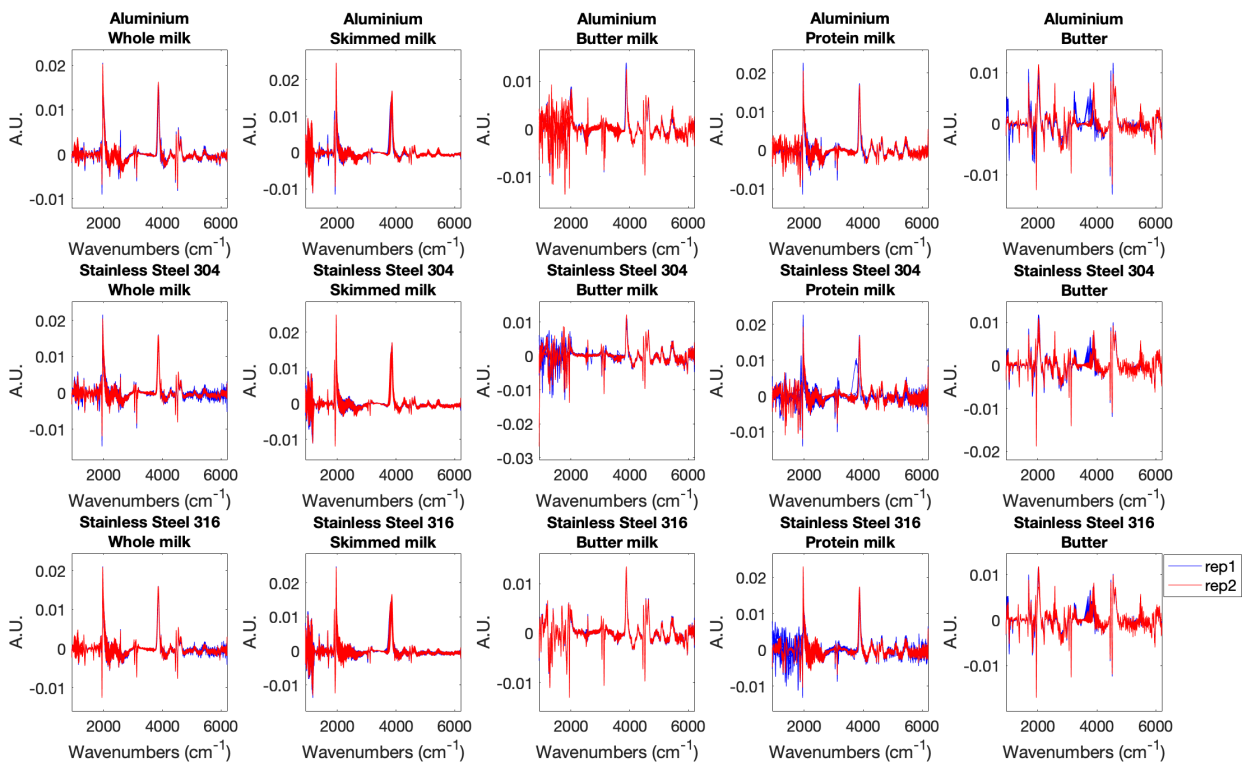 Aluminium
Whole milk
Aluminium
Skimmed milk
Aluminium
Butter milk
Aluminium
Protein milk
Aluminium
Butter
A.U.
0.02
0.01
0
-0.01
2000 4000 6000
Wavenumbers (cm-1)
A.U.
0.02
0.01
0
-0.01
2000 4000 6000
Wavenumbers (cm-1)
A.U.
0.01
0
-0.01
2000 4000 6000
Wavenumbers (cm-1)
A.U.
0.02
0.01
0
-0.01
2000 4000 6000
Wavenumbers (cm-1)
A.U.
0.01
0
-0.01
2000 4000 6000
Wavenumbers (cm-1)
Stainless Steel 304
Whole milk
Stainless Steel 304
Skimmed milk
Stainless Steel 304
Butter milk
Stainless Steel 304
Protein milk
Stainless Steel 304
Butter
A.U.
0.02
0.01
0
-0.01
2000 4000 6000
Wavenumbers (cm-1)
A.U.
0.02
0.01
0
-0.01
2000 4000 6000
Wavenumbers (cm-1)
A.U.
0.01
0
-0.01
-0.02
-0.03
2000 4000 6000
Wavenumbers (cm-1)
A.U.
0.02
0.01
0
-0.01
2000 4000 6000
Wavenumbers (cm-1)
A.U.
0.01
0
-0.01
-0.02
2000 4000 6000
Wavenumbers (cm-1)
Stainless Steel 316
Whole milk
Stainless Steel 316
Skimmed milk
Stainless Steel 316
Butter milk
Stainless Steel 316
Protein milk
Stainless Steel 316
Butter
A.U.
0.02
0.01
0
-0.01
2000 4000 6000
Wavenumbers (cm-1)
A.U.
0.02
0.01
0
-0.01
2000 4000 6000
Wavenumbers (cm-1)
A.U.
0.01
0
-0.01
2000 4000 6000
Wavenumbers (cm-1)
A.U.
0.02
0.01
0
-0.01
2000 4000 6000
Wavenumbers (cm-1)
A.U.
0.01
0
-0.01
2000 4000 6000
Wavenumbers (cm-1)
rep1
rep2